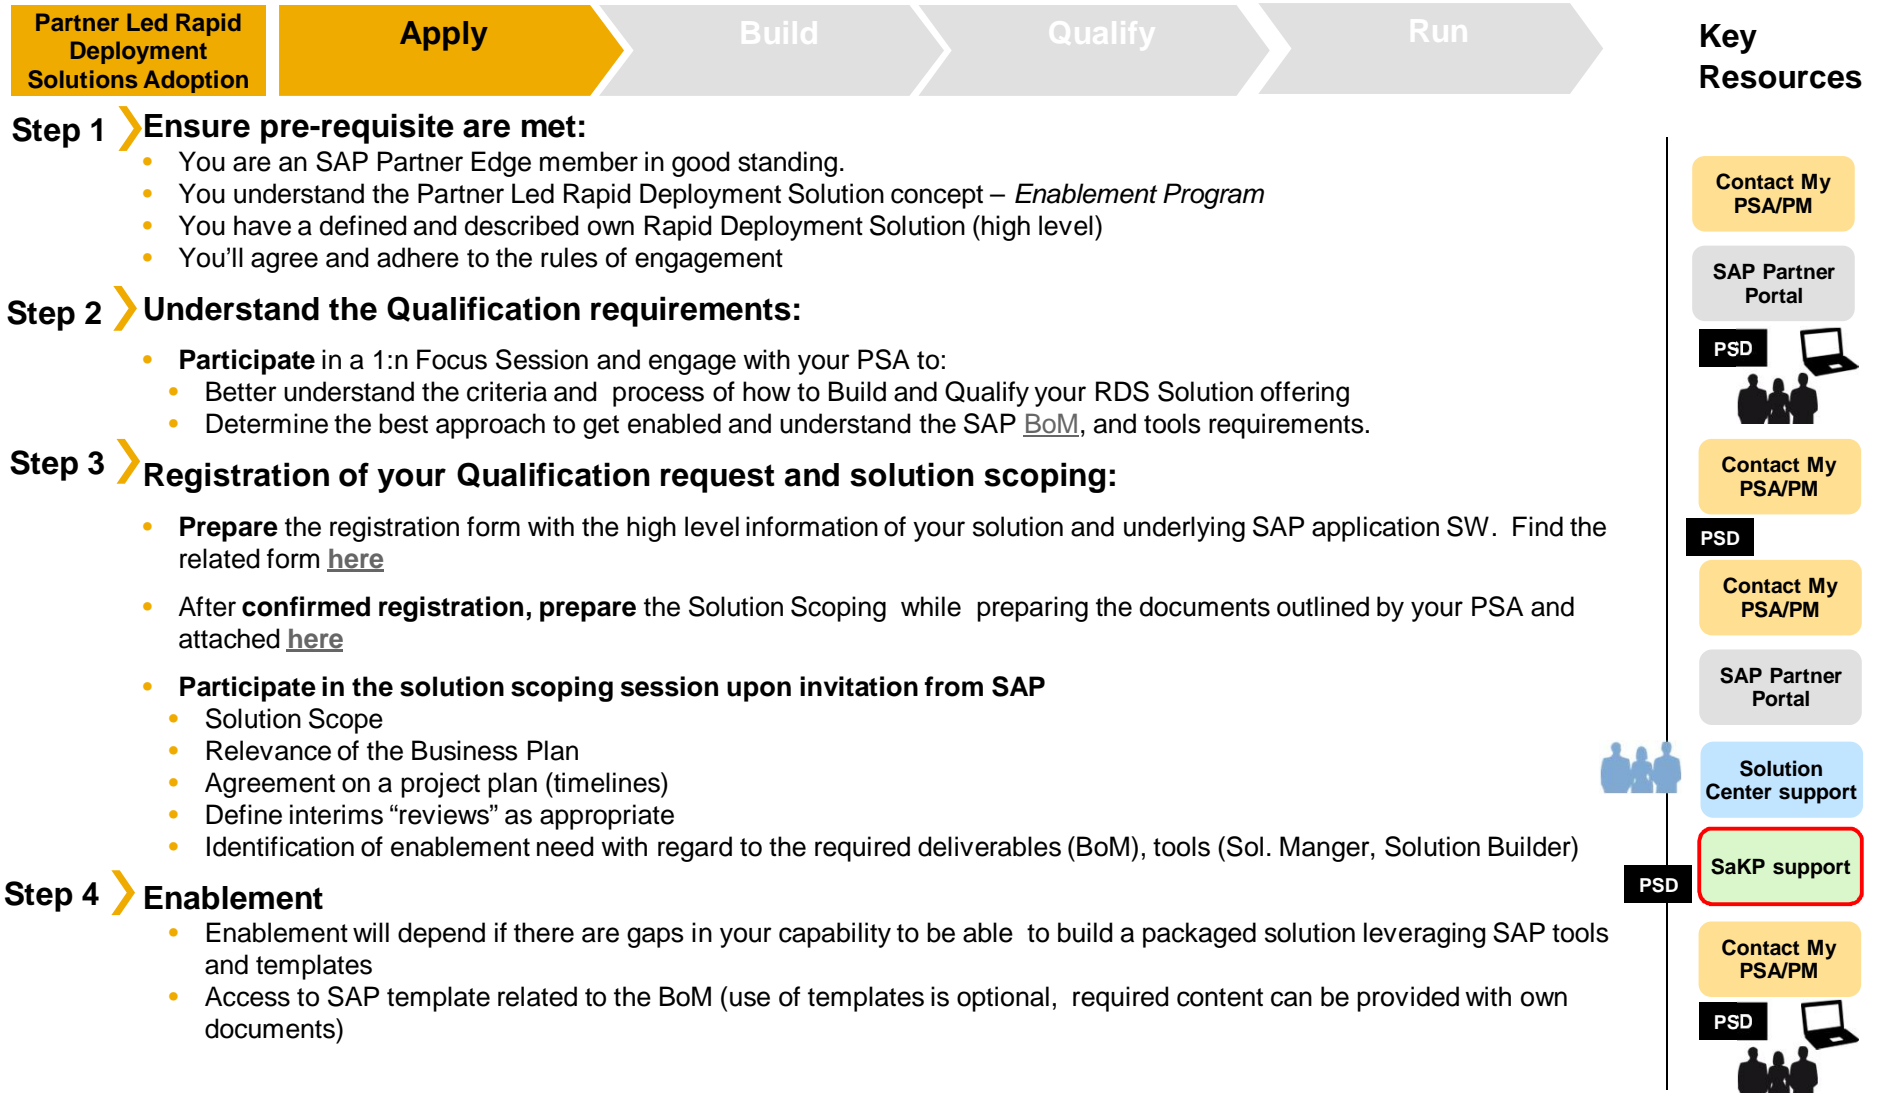 Partner Led Rapid
Deployment
Solutions Adoption
Apply
Build
Qualify
Run
Key
Resources
Step 1
Ensure pre-requisite are met:
• You are an SAP Partner Edge member in good standing.
• You understand the Partner Led Rapid Deployment Solution concept – Enablement Program
• You have a defined and described own Rapid Deployment Solution (high level)
• You’ll agree and adhere to the rules of engagement
Step 2
Understand the Qualification requirements:
• Participate in a 1:n Focus Session and engage with your PSA to:
• Better understand the criteria and process of how to Build and Qualify your RDS Solution offering
• Determine the best approach to get enabled and understand the SAP BoM, and tools requirements.
Step 3
Registration of your Qualification request and solution scoping:
• Prepare the registration form with the high level information of your solution and underlying SAP application SW. Find the
related form here
• After confirmed registration, prepare the Solution Scoping while preparing the documents outlined by your PSA and
attached here
• Participate in the solution scoping session upon invitation from SAP
• Solution Scope
• Relevance of the Business Plan
• Agreement on a project plan (timelines)
• Define interims “reviews” as appropriate
• Identification of enablement need with regard to the required deliverables (BoM), tools (Sol. Manger, Solution Builder)
Step 4
Enablement
• Enablement will depend if there are gaps in your capability to be able to build a packaged solution leveraging SAP tools
and templates
• Access to SAP template related to the BoM (use of templates is optional, required content can be provided with own
documents)
Contact My
PSA/PM
SAP Partner
Portal
PSD
Contact My
PSA/PM
PSD
Contact My
PSA/PM
SAP Partner
Portal
Solution
Center support
SaKP support
PSD
Contact My
PSA/PM
PSD